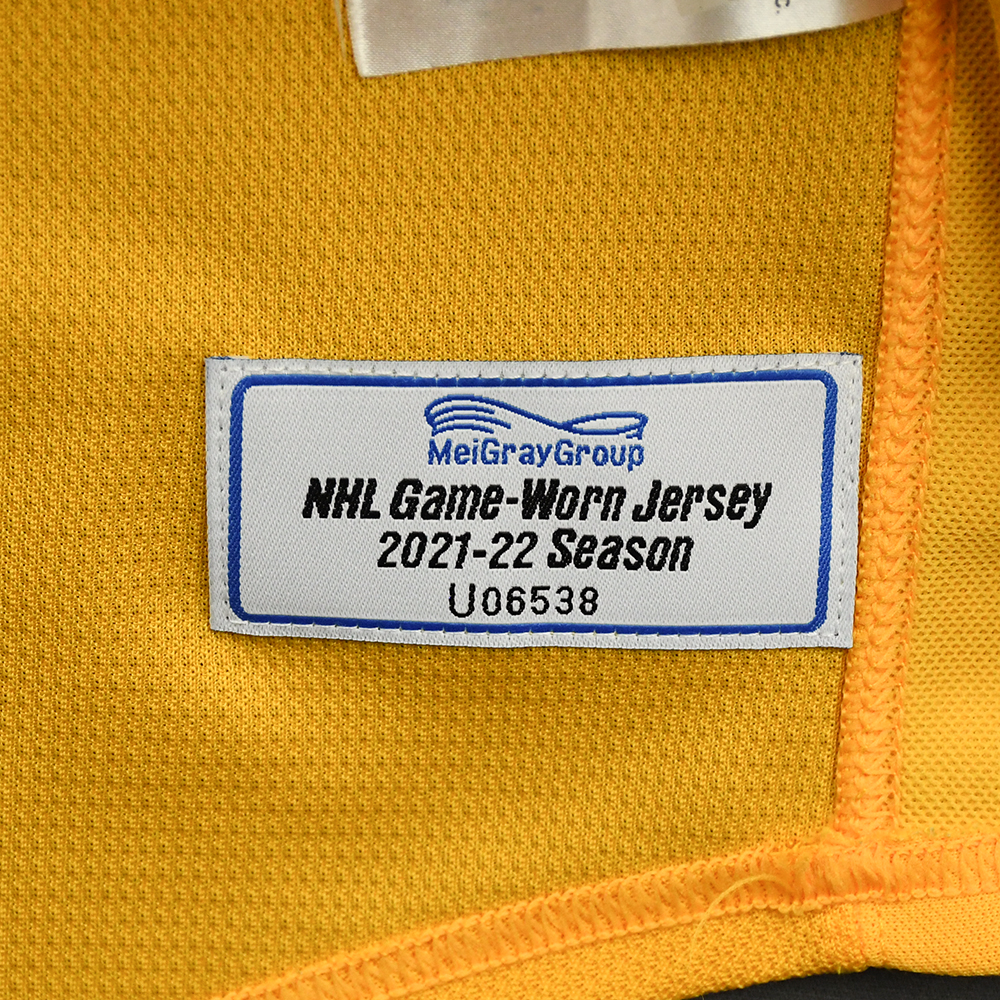 C.
MeiGrayGroup
NHL Game-Worn Jersey
2021-22 Season
U06538